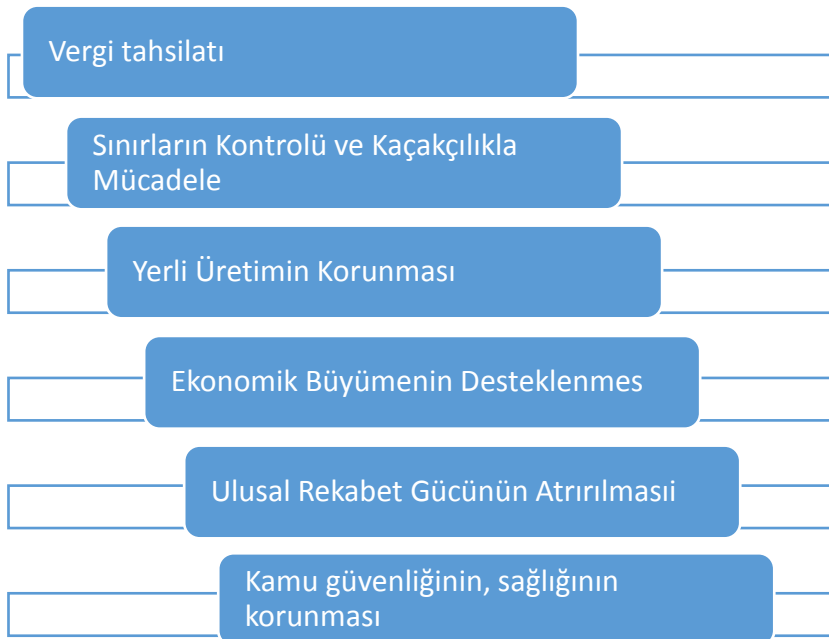 Vergi tahsilatı
Sınırların Kontrolü ve Kaçakçılıkla
Mücadele
Yerli Üretimin Korunması
Ekonomik Büyümenin Desteklenmes
Ulusal Rekabet Gücünün Atrırılmasıi
Kamu güvenliğinin, sağlığının
korunması